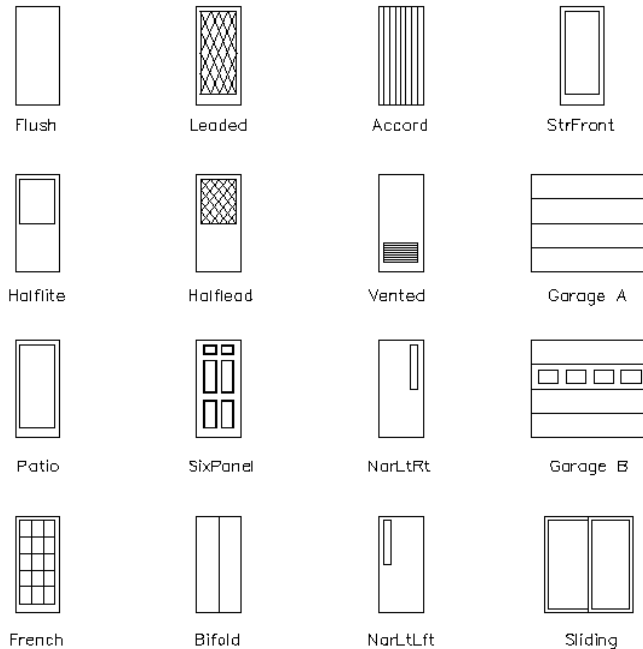 Flush Leaded Accord StrFront
Halflite Halflead Vented Garage A
Patio SixPanel NarLtRt Garage B
French Bifold NarLtLft Sliding